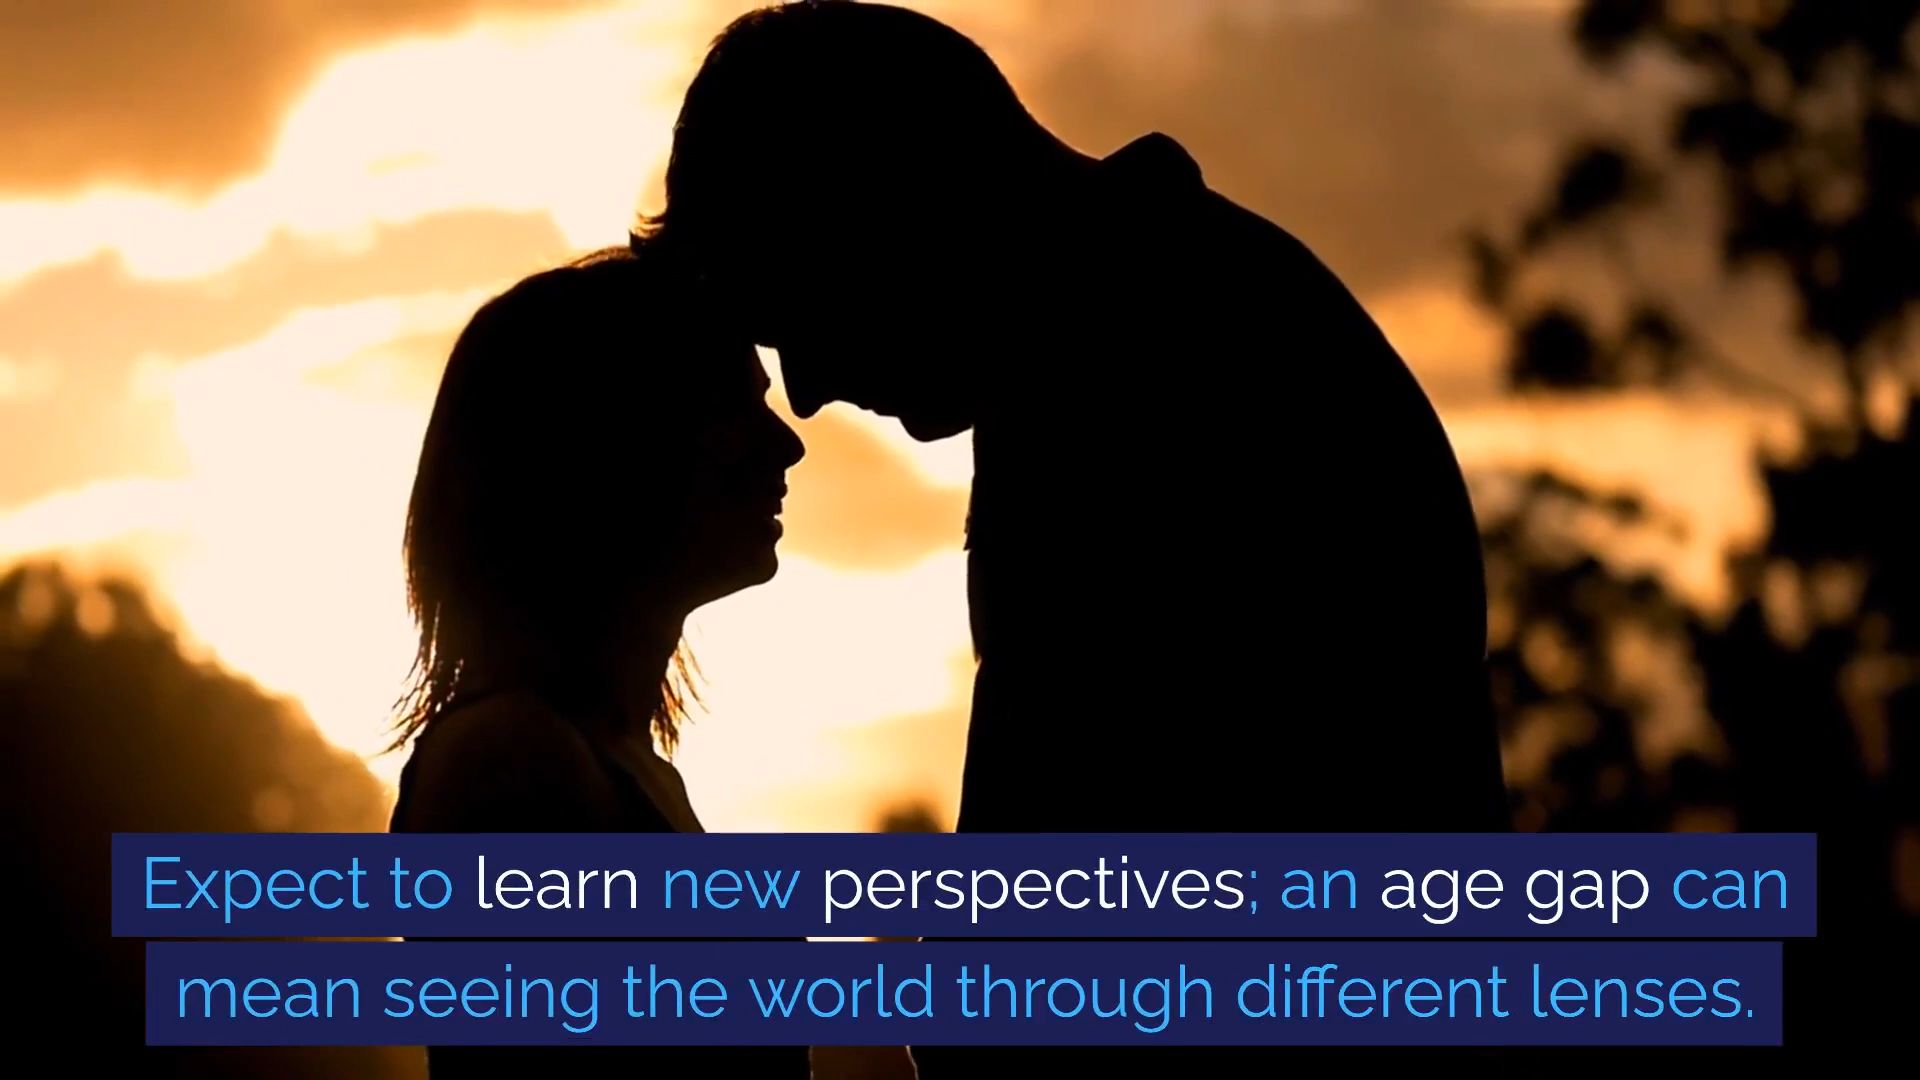 Expect to learn new perspectives; an age gap can
mean seeing the world through different lenses.